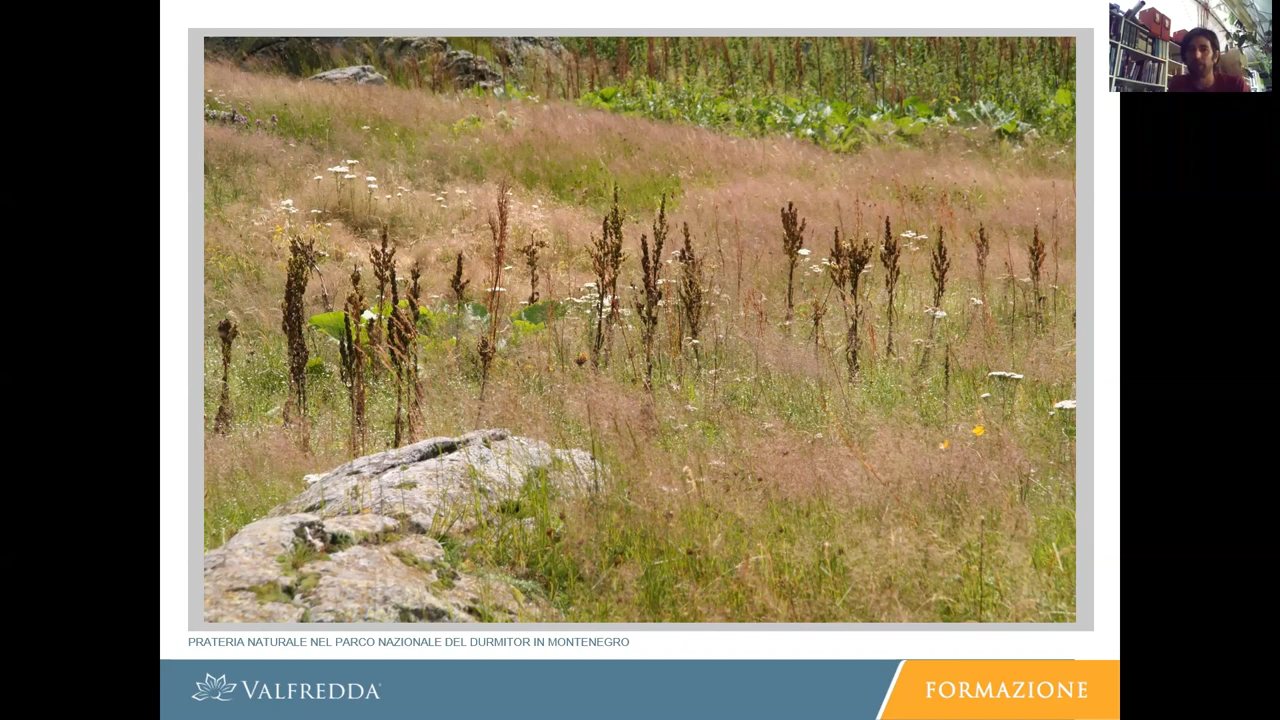 PRATERIA NATURALE NEL PARCO NAZIONALE DEL DURMITOR IN MONTENEGRO
VALFREDDA
FORMAZIONE